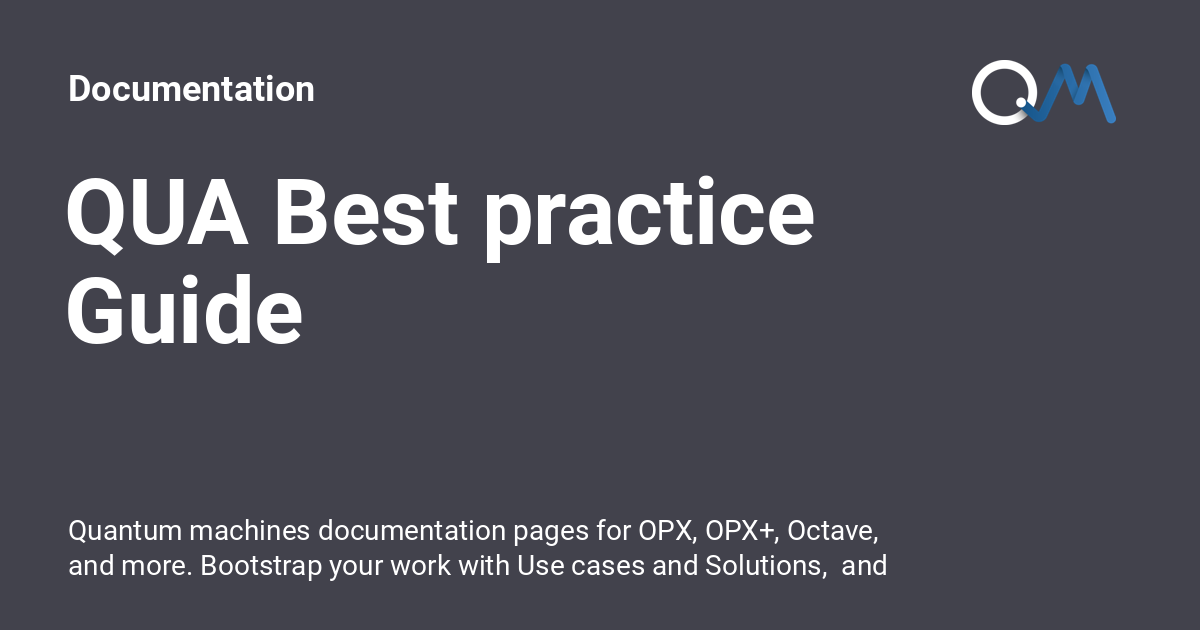 Documentation
QM
QUA Best practice
Guide
Quantum machines documentation pages for OPX, OPX+, Octave,
and more. Bootstrap your work with Use cases and Solutions,  and